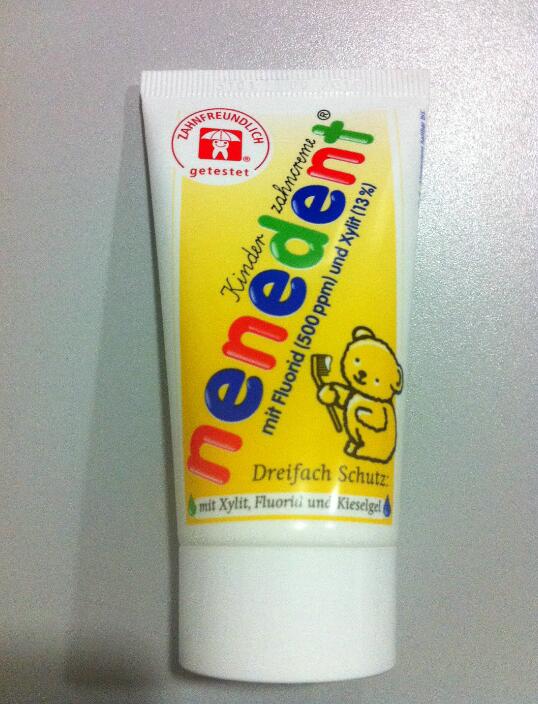 ZAHNFREUNDLICH
®
getestet
Kinder zahncreme
nenedent®
mit Fluorid (500 ppm) und Xylit (13%)
Dreifach Schutz:
mit Xylit, Fluorid und Kieselgel